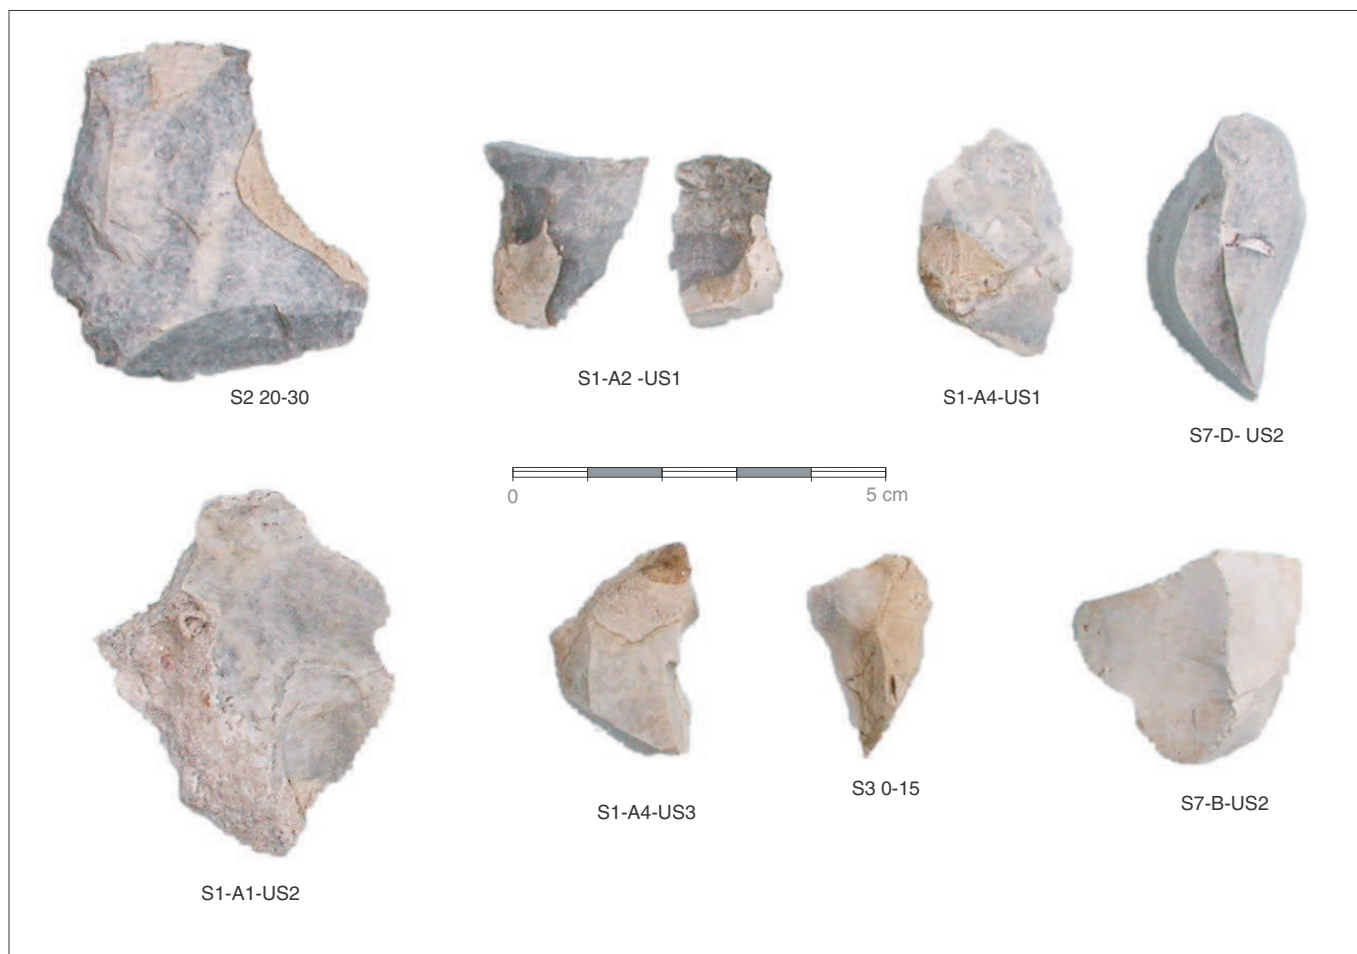 S2 20-30
S1-A2 -US1
S1-A4-US1
S7-D- US2
0
5 cm
S1-A4-US3
S3 0-15
S7-B-US2
S1-A1-US2